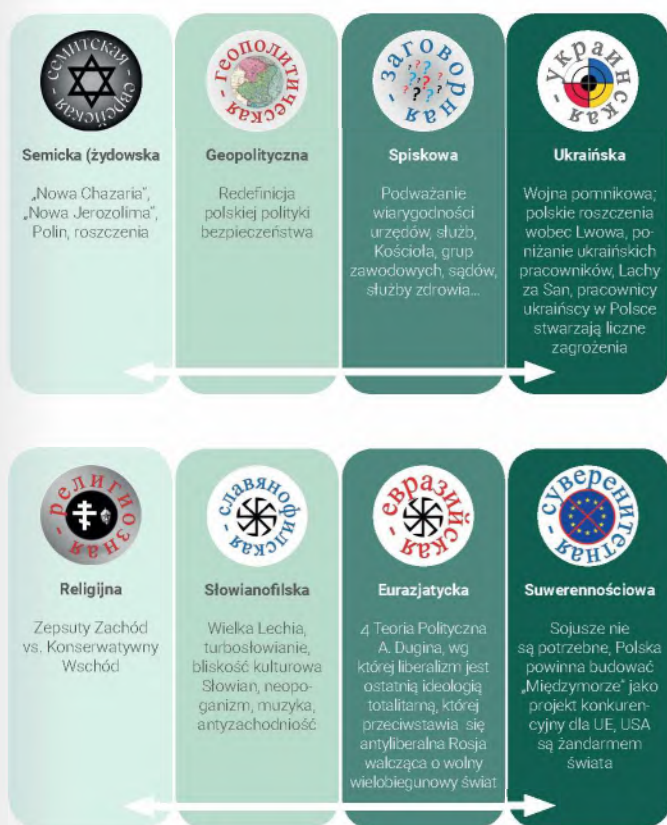 семитская - еврейская -
геополитическая -
заговорная -
украинская -
Semicka (żydowska
Geopolityczna
Spiskowa
Ukraińska
„Nowa Chazaria”,
„Nowa Jerozolima”,
Polin, roszczenia
Redefinicja
polskiej polityki
bezpieczeństwa
Podważanie
wiarygodności
urzędów, służb,
Kościoła, grup
zawodowych, sądów,
służby zdrowia...
Wojna pomnikowa;
polskie roszczenia
wobec Lwowa, po-
niżanie ukraińskich
pracowników, Lachy
za San, pracownicy
ukraińscy w Polsce
stwarzają liczne
zagrożenia
религиозная -
славянофилская -
евразийская -
суверенитетная -
Religijna
Słowianofilska
Eurazjatycka
Suwerennościowa
Zepsuty Zachód
vs. Konserwatywny
Wschód
Wielka Lechia,
turbosłowianie,
bliskość kulturowa
Słowian, neopo-
ganizm, muzyka,
antyzachodniość
4 Teoria Polityczna
A. Dugina, wg
której liberalizm jest
ostatnią ideologią
totalitarną, której
przeciwstawia się
antyliberalna Rosja
walcząca o wolny
wielobiegunowy świat
Sojusze nie
są potrzebne, Polska
powinna budować
„Międzymorze” jako
projekt konkuren-
cyjny dla UE, USA
są żandarmem
świata